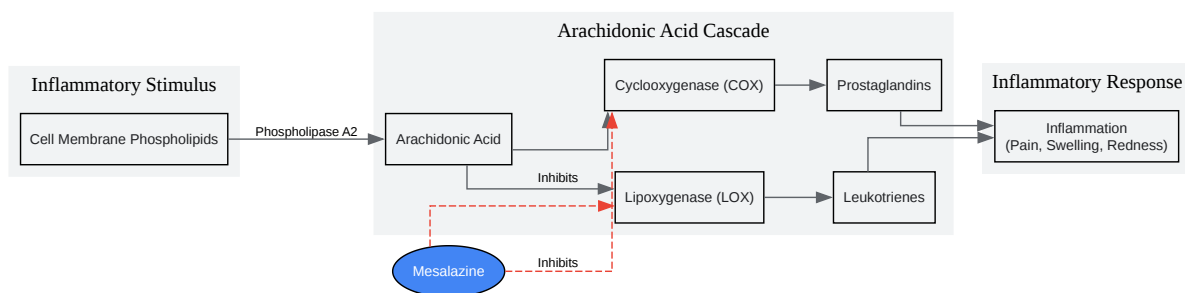 Arachidonic Acid Cascade
Inflammatory Stimulus
Inflammatory Response
Cyclooxygenase (COX)
Prostaglandins
Cell Membrane Phospholipids
Phospholipase A2
Arachidonic Acid
Inflammation
(Pain, Swelling, Redness)
Inhibits
Lipoxygenase (LOX)
Leukotrienes
Mesalazine
Inhibits